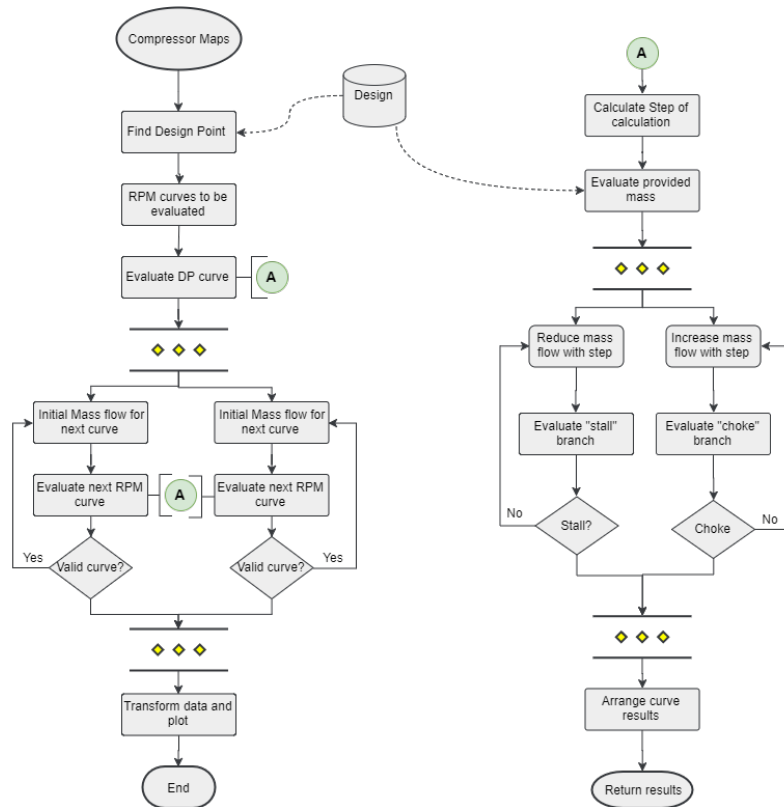 Compressor Maps
Find Design Point
RPM curves to be
evaluated
Evaluate DP curve
A
Initial Mass flow for
next curve
Initial Mass flow for
next curve
Evaluate next RPM
curve
A
Evaluate next RPM
curve
Yes
Valid curve?
Valid curve?
Yes
Transform data and
plot
End
Design
A
Calculate Step of
calculation
Evaluate provided
mass
Reduce mass
flow with step
Increase mass
flow with step
Evaluate "stall"
branch
Evaluate "choke"
branch
No
Stall?
Choke
No
Arrange curve
results
Return results